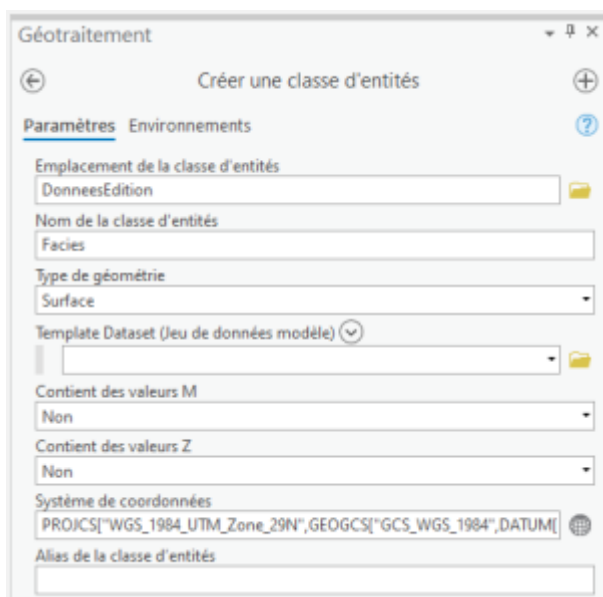 Géotraitement
Créer une classe d'entités
Paramètres Environnements
Emplacement de la classe d'entités
DonneesEdition
Nom de la classe d'entités
Facies
Type de géométrie
Surface
Template Dataset (Jeu de données modèle)
Contient des valeurs M
Non
Contient des valeurs Z
Non
Système de coordonnées
PROJCS["WGS_1984_UTM_Zone_29N",GEOGCS["GCS_WGS_1984",DATUM[
Alias de la classe d'entités